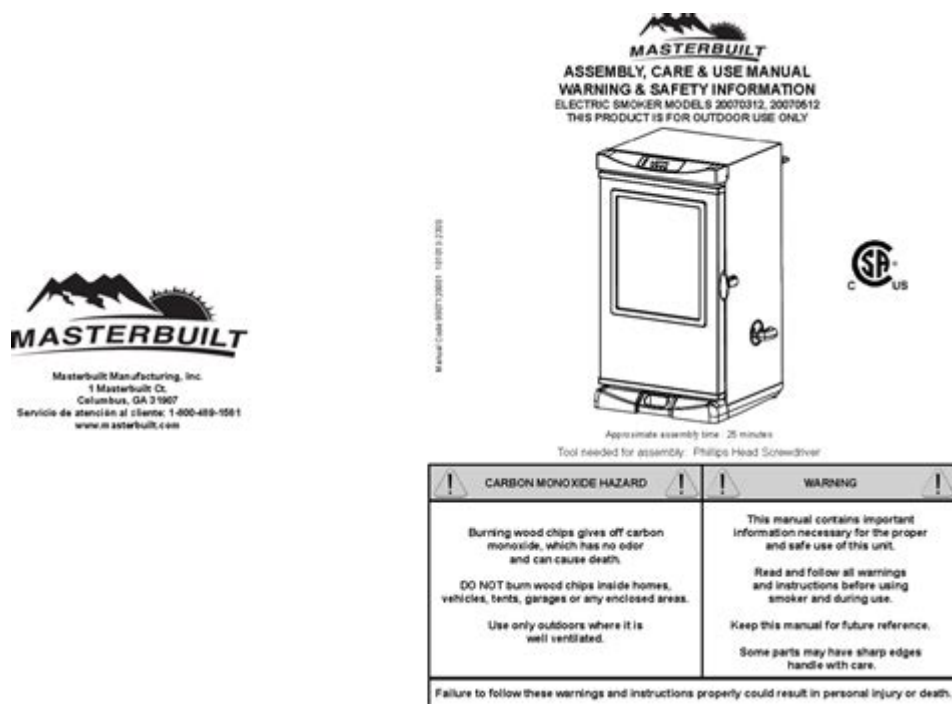 MASTERBUILT
Masterbuilt Manufacturing, Inc.
1 Masterbuilt Ct.
Columbus, GA 31907
Servicio de atención al cliente: 1-800-489-1581
www.masterbuilt.com
MASTERBUILT
ASSEMBLY, CARE & USE MANUAL
WARNING & SAFETY INFORMATION
ELECTRIC SMOKER MODELS 20070312, 20070512
THIS PRODUCT IS FOR OUTDOOR USE ONLY
Manual Code
C US
Approximate assembly time : 25 minutes
Tool needed for assembly: Phillips Head Screwdriver
! CARBON MONOXIDE HAZARD !
Burning wood chips gives off carbon
monoxide, which has no odor
and can cause death.
DO NOT burn wood chips inside homes,
vehicles, tents, garages or any enclosed areas.
Use only outdoors where it is
well ventilated.
! WARNING !
This manual contains important
information necessary for the proper
and safe use of this unit.
Read and follow all warnings
and instructions before using
smoker and during use.
Keep this manual for future reference.
Some parts may have sharp edges
handle with care.
Failure to follow these warnings and instructions properly could result in personal injury or death.